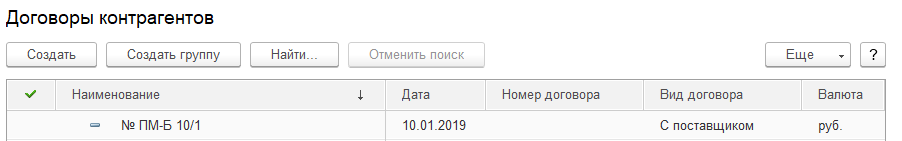 Договоры контрагентов
Создать Создать группу Найти... Отменить поиск Еще ?
Наименование ↓ Дата Номер договора Вид договора Валюта
№ ПМ-Б 10/1 10.01.2019 С поставщиком руб.